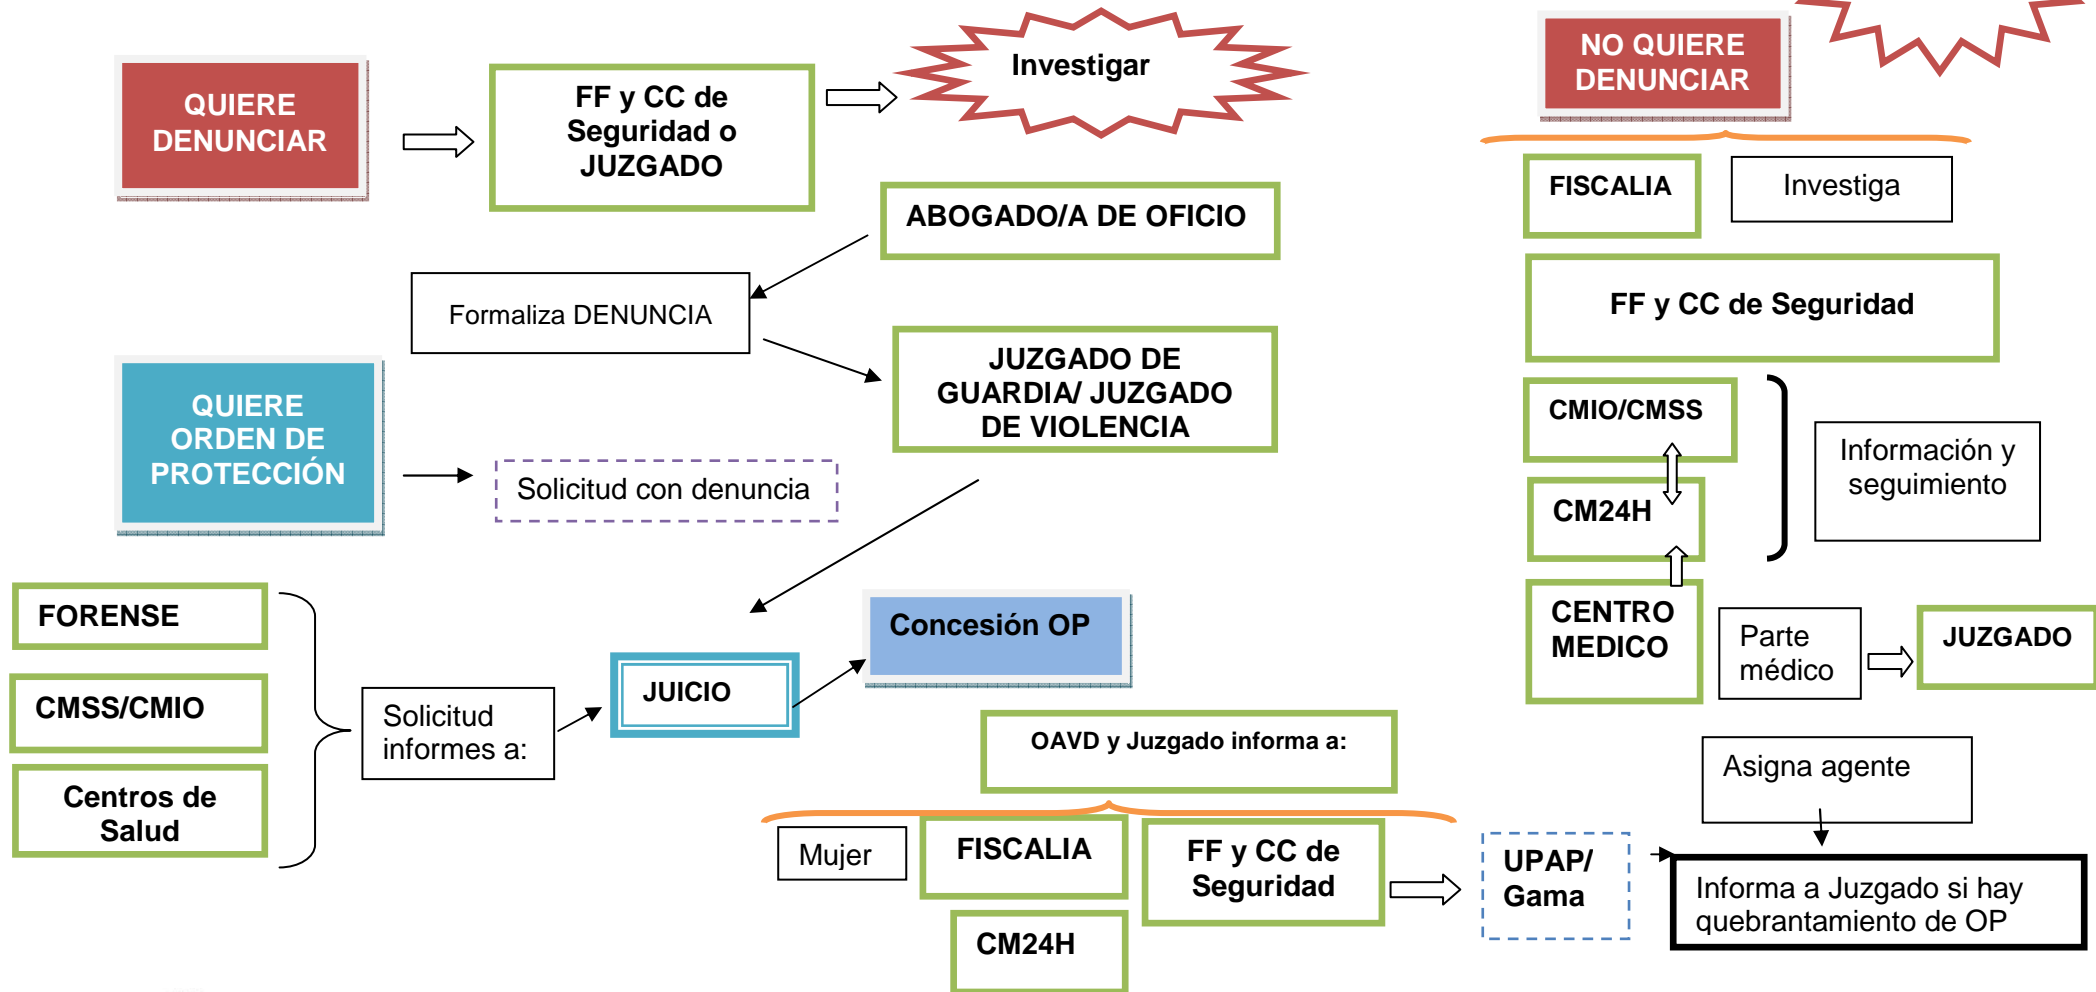 QUIERE
DENUNCIAR
FF y CC de
Seguridad o
JUZGADO
Investigar
ABOGADO/A DE OFICIO
Formaliza DENUNCIA
JUZGADO DE
GUARDIA/ JUZGADO
DE VIOLENCIA
QUIERE
ORDEN DE
PROTECCIÓN
Solicitud con denuncia
FORENSE
CMSS/CMIO
Centros de
Salud
Solicitud
informes a:
JUICIO
Concesión OP
OAVD y Juzgado informa a:
Mujer
FISCALIA
CM24H
FF y CC de
Seguridad
UPAP/
Gama
NO QUIERE
DENUNCIAR
FISCALIA
Investiga
FF y CC de Seguridad
CMIO/CMSS
CM24H
Información y
seguimiento
CENTRO
MEDICO
Parte
médico
JUZGADO
Asigna agente
Informa a Juzgado si hay
quebrantamiento de OP